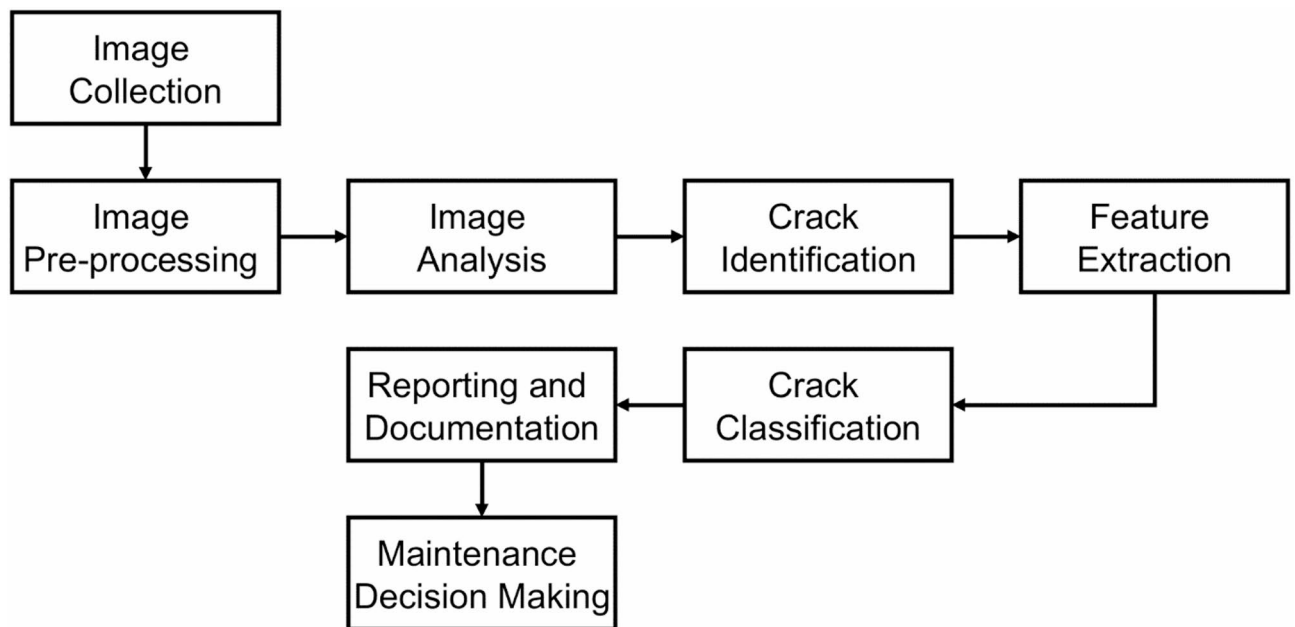 Image
Collection
Image
Pre-processing
Image
Analysis
Crack
Identification
Feature
Extraction
Crack
Classification
Reporting and
Documentation
Maintenance
Decision Making